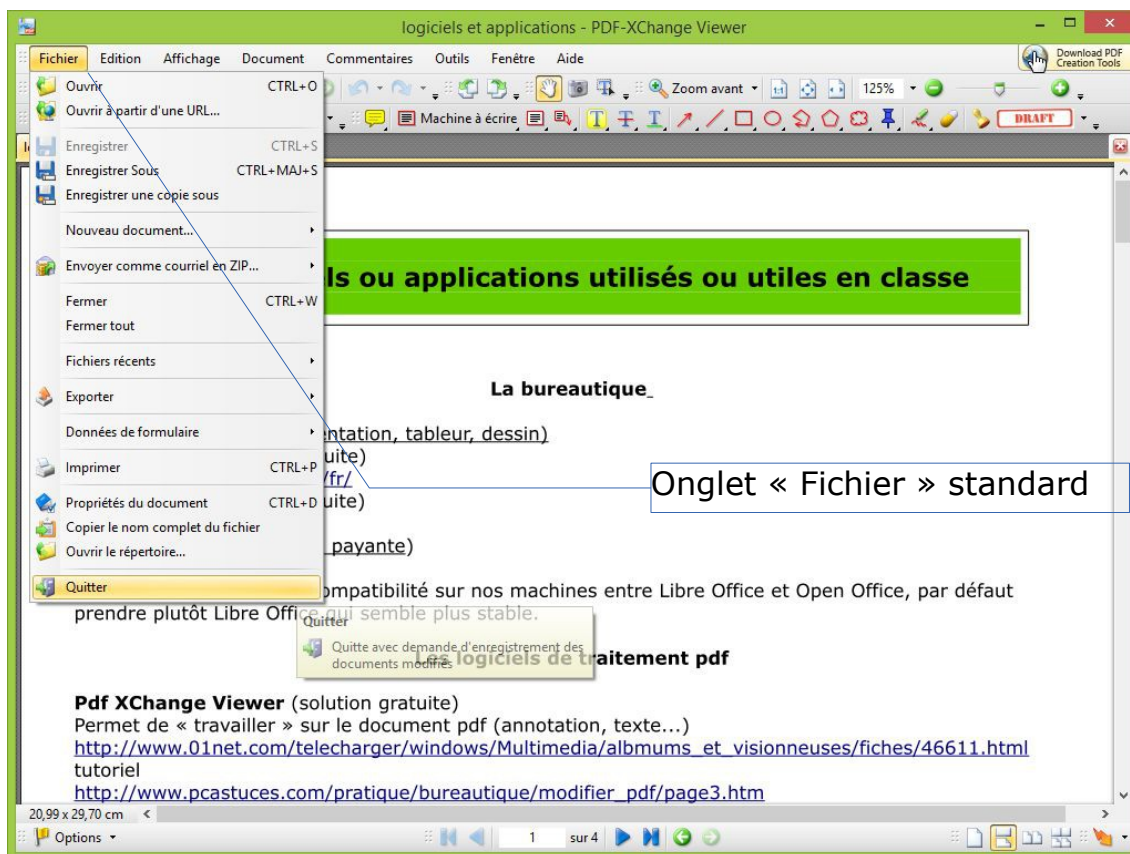 logiciels et applications - PDF-XChange Viewer
Fichier Edition Affichage Document Commentaires Outils Fenêtre Aide
Download PDF
Creation Tools
Ouvrir CTRL+O
Zoom avant 125%
Ouvrir à partir d'une URL...
Machine à écrire DRAFT
Enregistrer CTRL+S
Enregistrer Sous CTRL+MAJ+S
Enregistrer une copie sous
Nouveau document...
Envoyer comme courriel en ZIP...
ls ou applications utilisés ou utiles en classe
Fermer CTRL+W
Fermer tout
Fichiers récents
La bureautique
Exporter
Données de formulaire
entation, tableur, dessin)
uite)
Imprimer CTRL+P
/fr/
Onglet « Fichier » standard
Propriétés du document CTRL+D
uite)
Copier le nom complet du fichier
Ouvrir le répertoire...
payante)
Quitter
ompatibilité sur nos machines entre Libre Office et Open Office, par défaut
prendre plutôt Libre Office qui semble plus stable.
Quitter
Quitte avec demande d'enregistrement des
documents modifiés
Les logiciels de traitement pdf
Pdf XChange Viewer (solution gratuite)
Permet de « travailler » sur le document pdf (annotation, texte...)
http://www.01net.com/telecharger/windows/Multimedia/albmums_et_visionneuses/fiches/46611.html
tutoriel
http://www.pcastuces.com/pratique/bureautique/modifier_pdf/page3.htm
20,99 x 29,70 cm
Options 1 sur 4